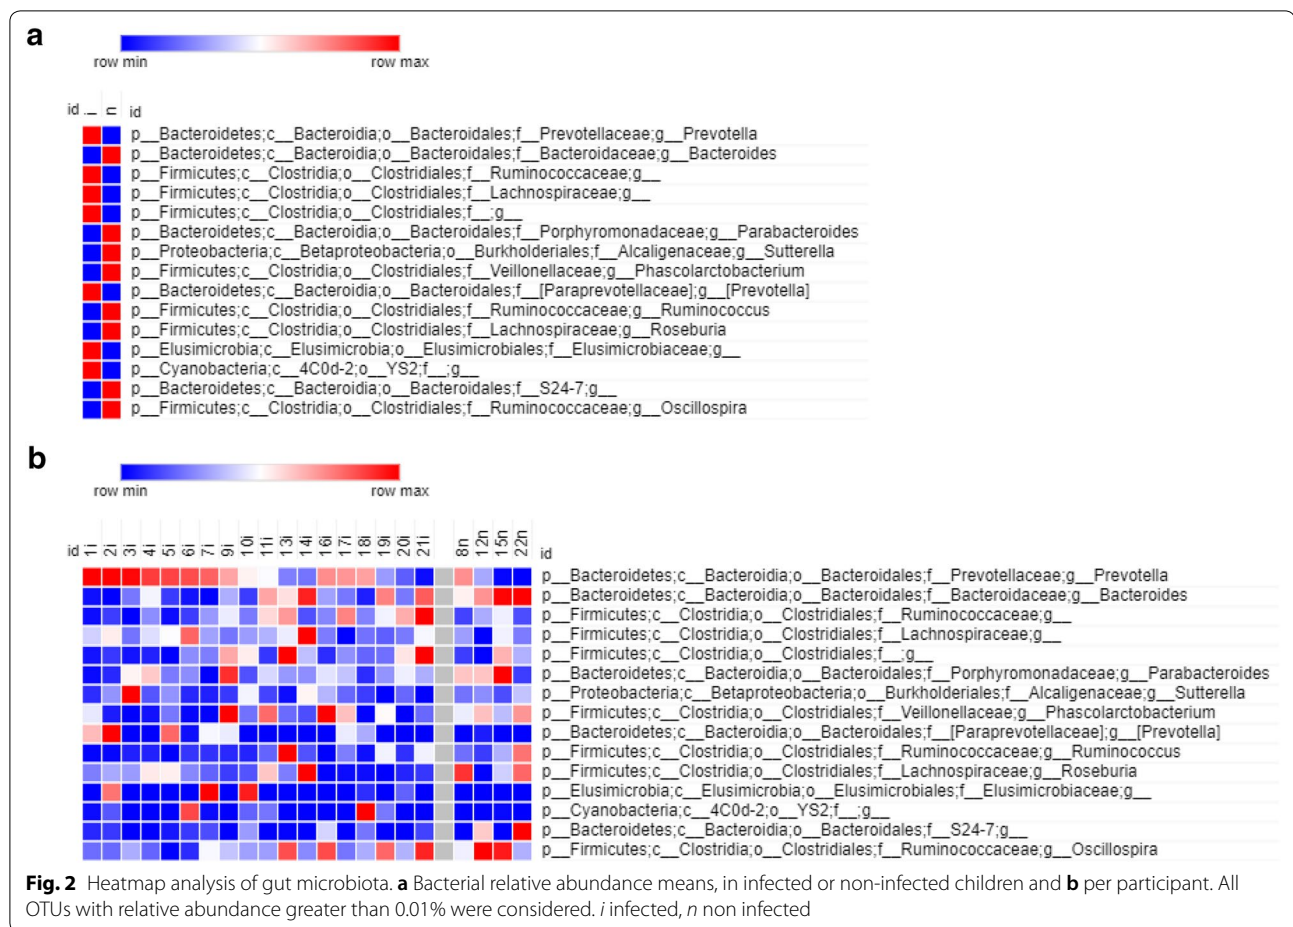 a
row min row max
id i n id
p__Bacteroidetes;c__Bacteroidia;o__Bacteroidales;f__Prevotellaceae;g__Prevotella
p__Bacteroidetes;c__Bacteroidia;o__Bacteroidales;f__Bacteroidaceae;g__Bacteroides
p__Firmicutes;c__Clostridia;o__Clostridiales;f__Ruminococcaceae;g__
p__Firmicutes;c__Clostridia;o__Clostridiales;f__Lachnospiraceae;g__
p__Firmicutes;c__Clostridia;o__Clostridiales;f__;g__
p__Bacteroidetes;c__Bacteroidia;o__Bacteroidales;f__Porphyromonadaceae;g__Parabacteroides
p__Proteobacteria;c__Betaproteobacteria;o__Burkholderiales;f__Alcaligenaceae;g__Sutterella
p__Firmicutes;c__Clostridia;o__Clostridiales;f__Veillonellaceae;g__Phascolarctobacterium
p__Bacteroidetes;c__Bacteroidia;o__Bacteroidales;f__[Paraprevotellaceae];g__[Prevotella]
p__Firmicutes;c__Clostridia;o__Clostridiales;f__Ruminococcaceae;g__Ruminococcus
p__Firmicutes;c__Clostridia;o__Clostridiales;f__Lachnospiraceae;g__Roseburia
p__Elusimicrobia;c__Elusimicrobia;o__Elusimicrobiales;f__Elusimicrobiaceae;g__
p__Cyanobacteria;c__4C0d-2;o__YS2;f__;g__
p__Bacteroidetes;c__Bacteroidia;o__Bacteroidales;f__S24-7;g__
p__Firmicutes;c__Clostridia;o__Clostridiales;f__Ruminococcaceae;g__Oscillospira
b
row min row max
id 1i 2i 3i 4i 5i 6i 7i 9i 10i 11i 13i 14i 16i 17i 18i 19i 20i 21i 8n 12n 15n 22n id
p__Bacteroidetes;c__Bacteroidia;o__Bacteroidales;f__Prevotellaceae;g__Prevotella
p__Bacteroidetes;c__Bacteroidia;o__Bacteroidales;f__Bacteroidaceae;g__Bacteroides
p__Firmicutes;c__Clostridia;o__Clostridiales;f__Ruminococcaceae;g__
p__Firmicutes;c__Clostridia;o__Clostridiales;f__Lachnospiraceae;g__
p__Firmicutes;c__Clostridia;o__Clostridiales;f__;g__
p__Bacteroidetes;c__Bacteroidia;o__Bacteroidales;f__Porphyromonadaceae;g__Parabacteroides
p__Proteobacteria;c__Betaproteobacteria;o__Burkholderiales;f__Alcaligenaceae;g__Sutterella
p__Firmicutes;c__Clostridia;o__Clostridiales;f__Veillonellaceae;g__Phascolarctobacterium
p__Bacteroidetes;c__Bacteroidia;o__Bacteroidales;f__[Paraprevotellaceae];g__[Prevotella]
p__Firmicutes;c__Clostridia;o__Clostridiales;f__Ruminococcaceae;g__Ruminococcus
p__Firmicutes;c__Clostridia;o__Clostridiales;f__Lachnospiraceae;g__Roseburia
p__Elusimicrobia;c__Elusimicrobia;o__Elusimicrobiales;f__Elusimicrobiaceae;g__
p__Cyanobacteria;c__4C0d-2;o__YS2;f__;g__
p__Bacteroidetes;c__Bacteroidia;o__Bacteroidales;f__S24-7;g__
p__Firmicutes;c__Clostridia;o__Clostridiales;f__Ruminococcaceae;g__Oscillospira
Fig. 2 Heatmap analysis of gut microbiota. a Bacterial relative abundance means, in infected or non-infected children and b per participant. All
OTUs with relative abundance greater than 0.01% were considered. i infected, n non infected